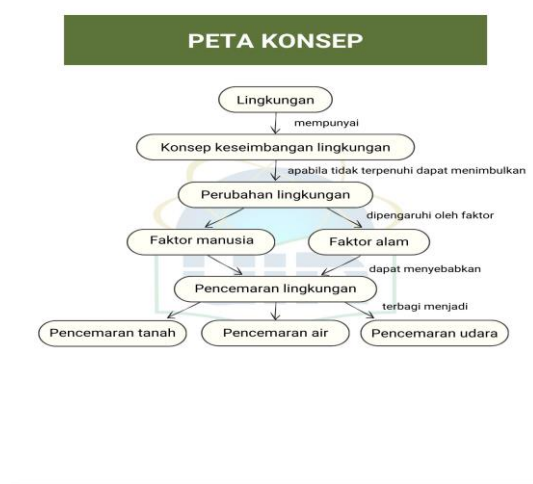 PETA KONSEP
Lingkungan
mempunyai
Konsep keseimbangan lingkungan
apabila tidak terpenuhi dapat menimbulkan
Perubahan lingkungan
dipengaruhi oleh faktor
Faktor manusia
Faktor alam
dapat menyebabkan
Pencemaran lingkungan
terbagi menjadi
Pencemaran tanah
Pencemaran air
Pencemaran udara